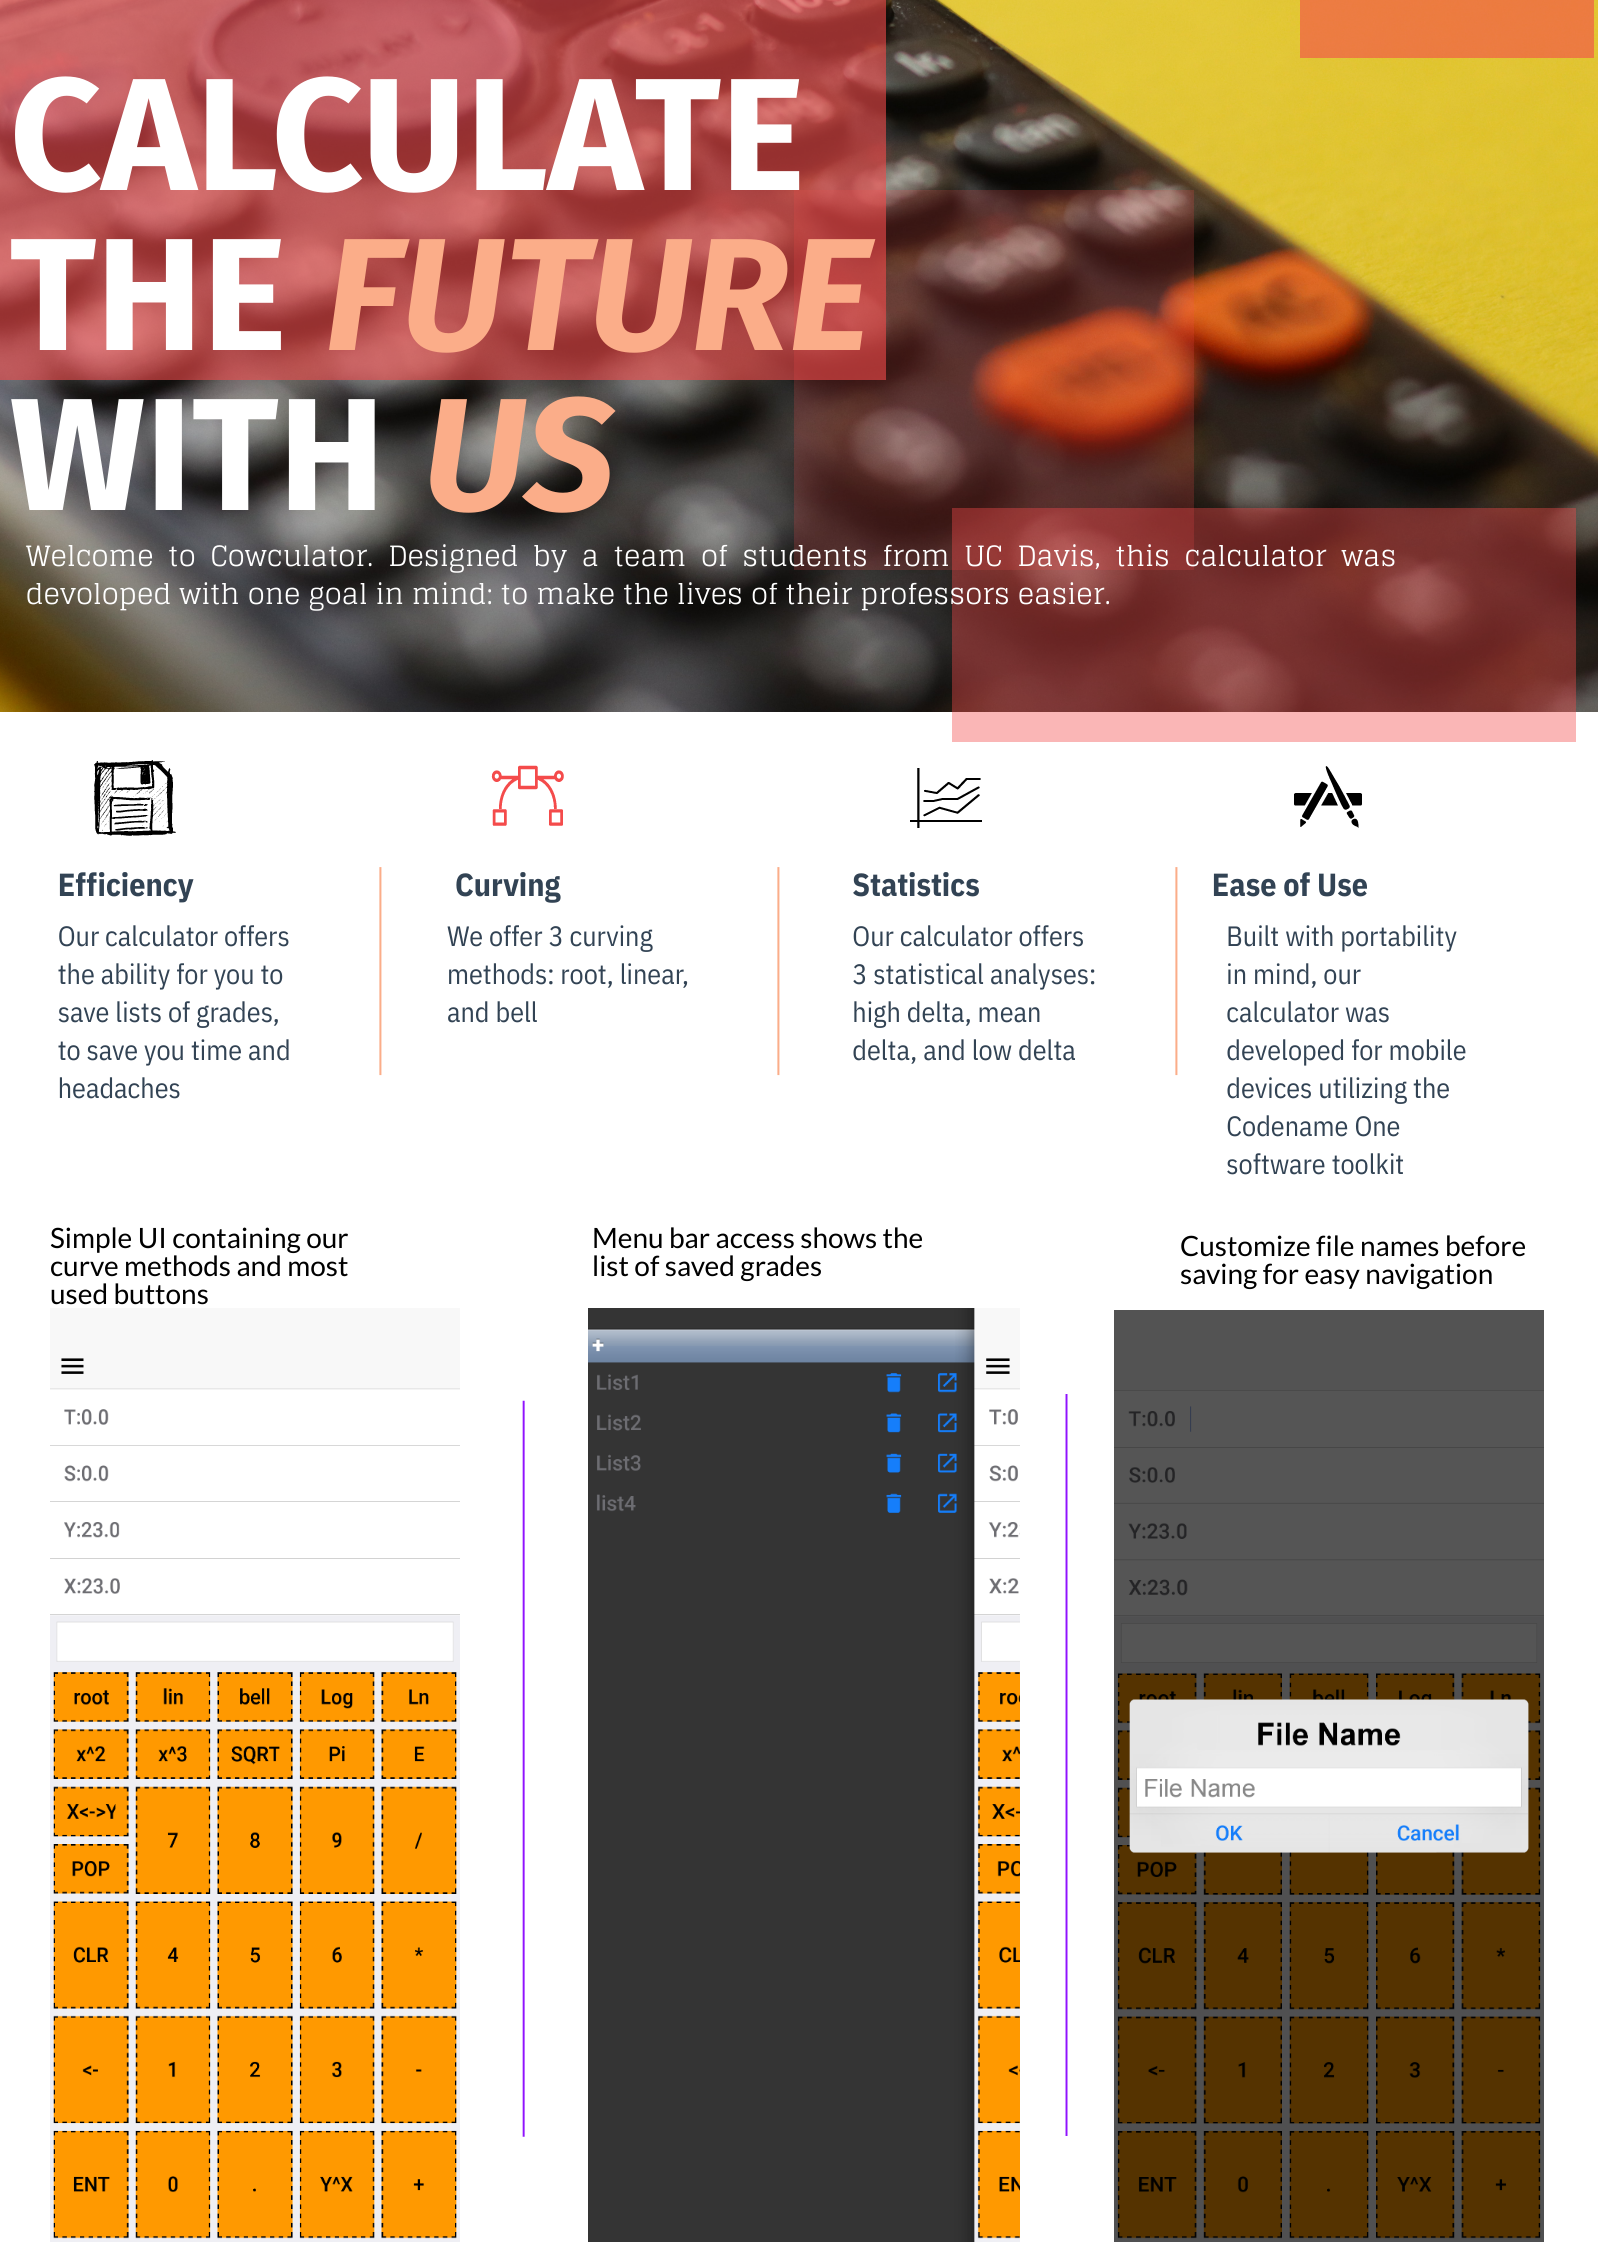 CALCULATE
THE FUTURE
WITH US
Welcome to Cowculator. Designed by a team of students from UC Davis, this calculator was
devoloped with one goal in mind: to make the lives of their professors easier.
Efficiency
Our calculator offers
the ability for you to
save lists of grades,
to save you time and
headaches
Curving
We offer 3 curving
methods: root, linear,
and bell
Statistics
Our calculator offers
3 statistical analyses:
high delta, mean
delta, and low delta
Ease of Use
Built with portability
in mind, our
calculator was
developed for mobile
devices utilizing the
Codename One
software toolkit
Simple UI containing our
curve methods and most
used buttons
T:0.0
S:0.0
Y:23.0
X:23.0
root lin bell Log Ln
x^2 x^3 SQRT Pi E
X<->Y 7 8 9 /
POP
CLR 4 5 6 *
<- 1 2 3 -
ENT 0 . Y^X +
Menu bar access shows the
list of saved grades
+
List1
List2
List3
list4
T:0
S:0
Y:2
X:2
ro
x^
X<-
PO
CL
<
EN
Customize file names before
saving for easy navigation
T:0.0
S:0.0
Y:23.0
X:23.0
root lin bell Log Ln
File Name
File Name
OK Cancel
POP
CLR 4 5 6 *
<- 1 2 3 -
ENT 0 . Y^X +